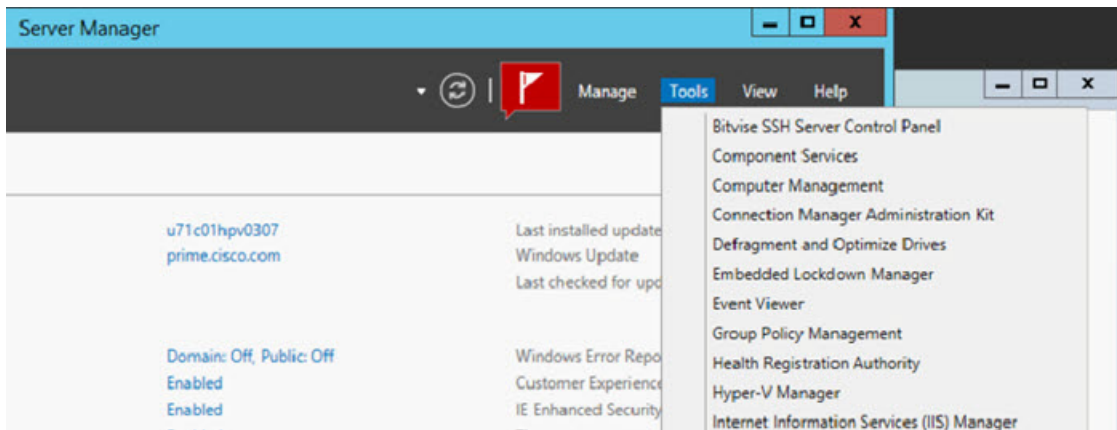 Server Manager
Manage Tools View Help
Bitvise SSH Server Control Panel
Component Services
Computer Management
Connection Manager Administration Kit
Defragment and Optimize Drives
Embedded Lockdown Manager
Event Viewer
Group Policy Management
Health Registration Authority
Hyper-V Manager
Internet Information Services (IIS) Manager
u71c01hpv0307 Last installed update
prime.cisco.com Windows Update
Last checked for upd
Domain: Off, Public: Off Windows Error Repo
Enabled Customer Experience
Enabled IE Enhanced Security